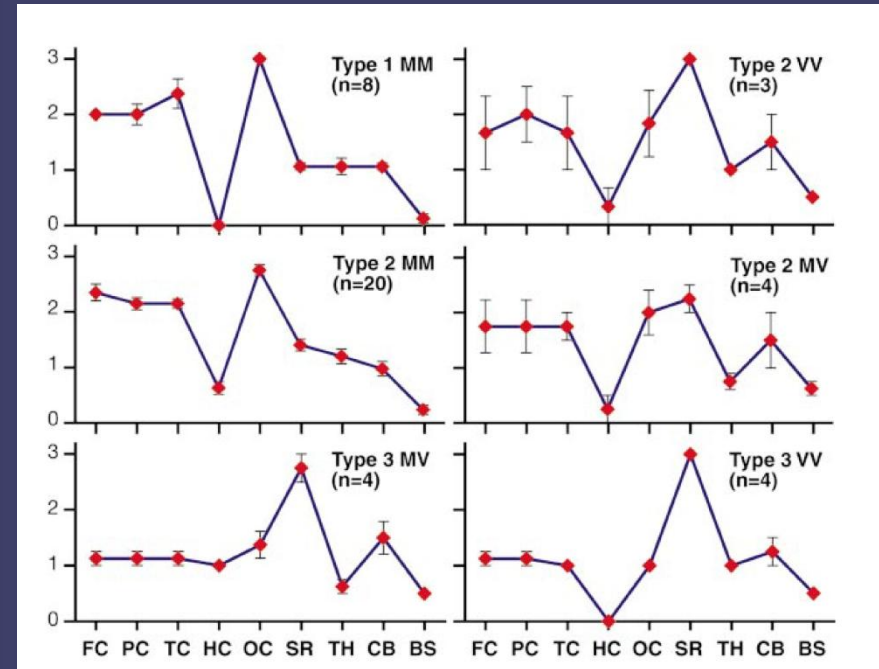 3
2
1
0
Type 1 MM
(n=8)
Type 2 VV
(n=3)
3
2
1
0
Type 2 MM
(n=20)
Type 2 MV
(n=4)
3
2
1
0
Type 3 MV
(n=4)
Type 3 VV
(n=4)
FC PC TC HC OC SR TH CB BS
FC PC TC HC OC SR TH CB BS